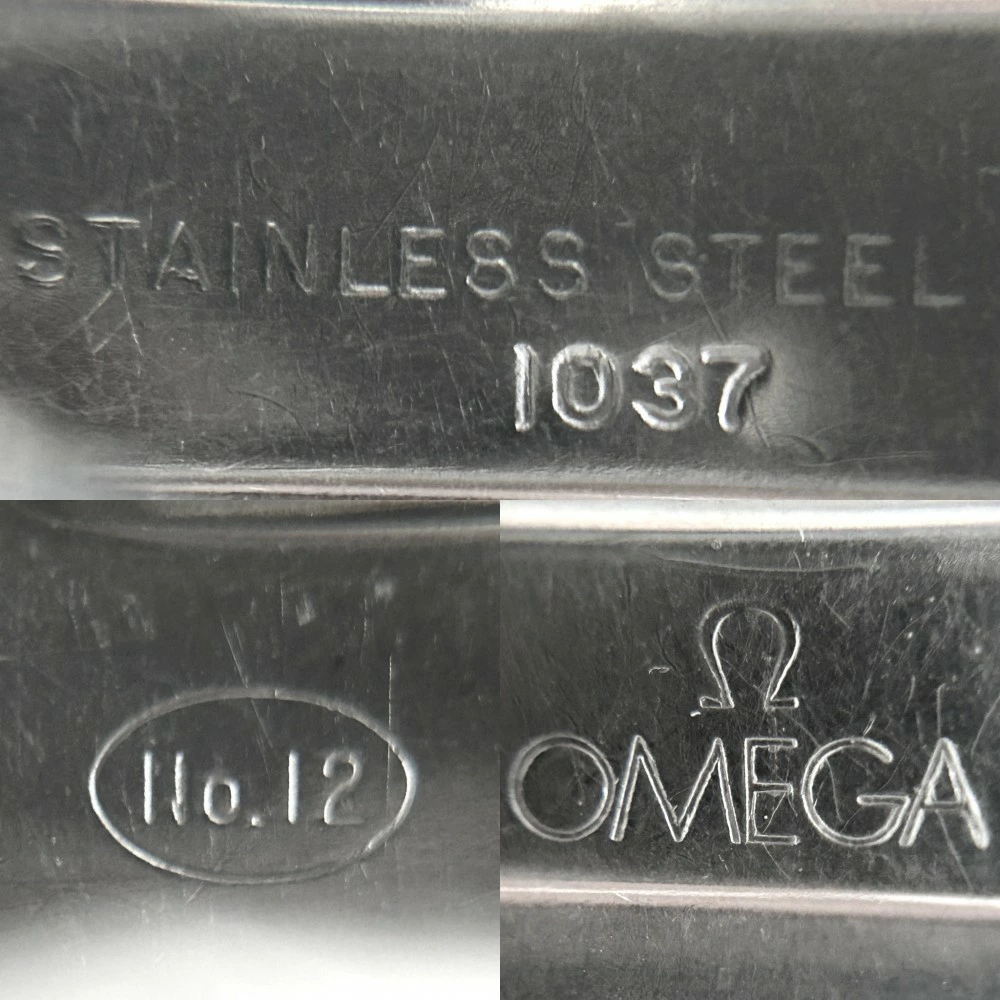 STAINLESS STEEL
1037
No.12
Ω
OMEGA